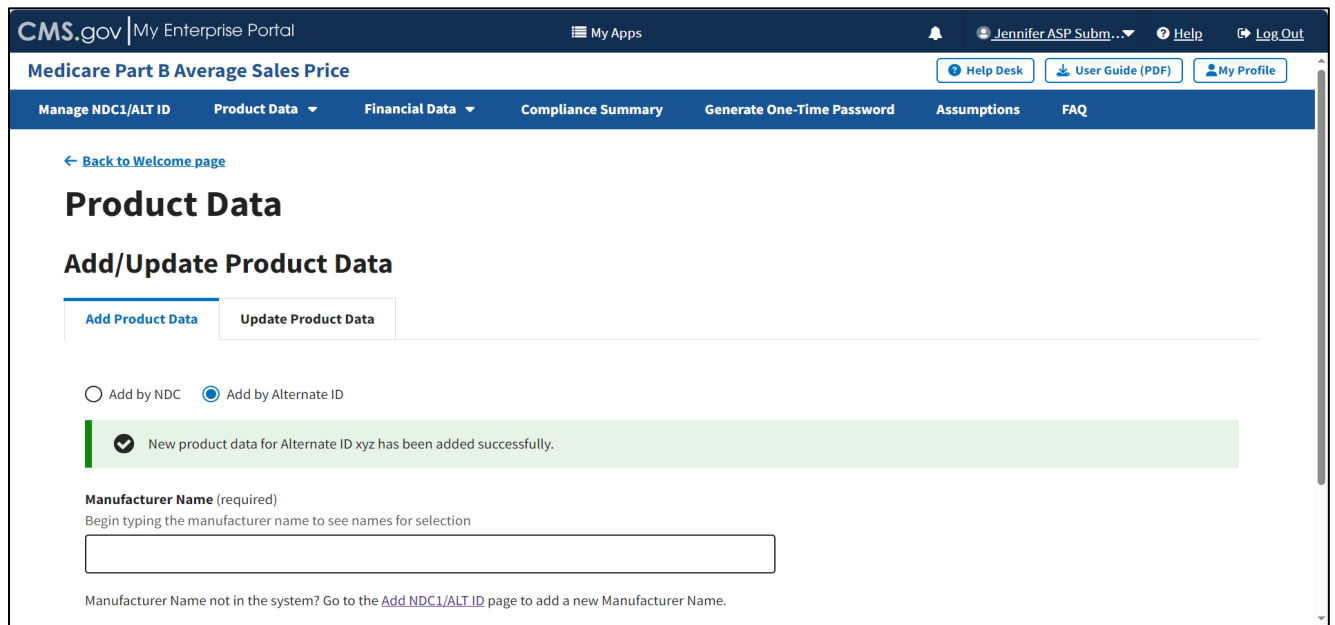 CMS.gov My Enterprise Portal My Apps Jennifer ASP Subm... Help Log Out
Medicare Part B Average Sales Price Help Desk User Guide (PDF) My Profile
Manage NDC1/ALT ID Product Data Financial Data Compliance Summary Generate One-Time Password Assumptions FAQ
← Back to Welcome page
Product Data
Add/Update Product Data
Add Product Data Update Product Data
Add by NDC Add by Alternate ID
New product data for Alternate ID xyz has been added successfully.
Manufacturer Name (required)
Begin typing the manufacturer name to see names for selection
Manufacturer Name not in the system? Go to the Add NDC1/ALT ID page to add a new Manufacturer Name.